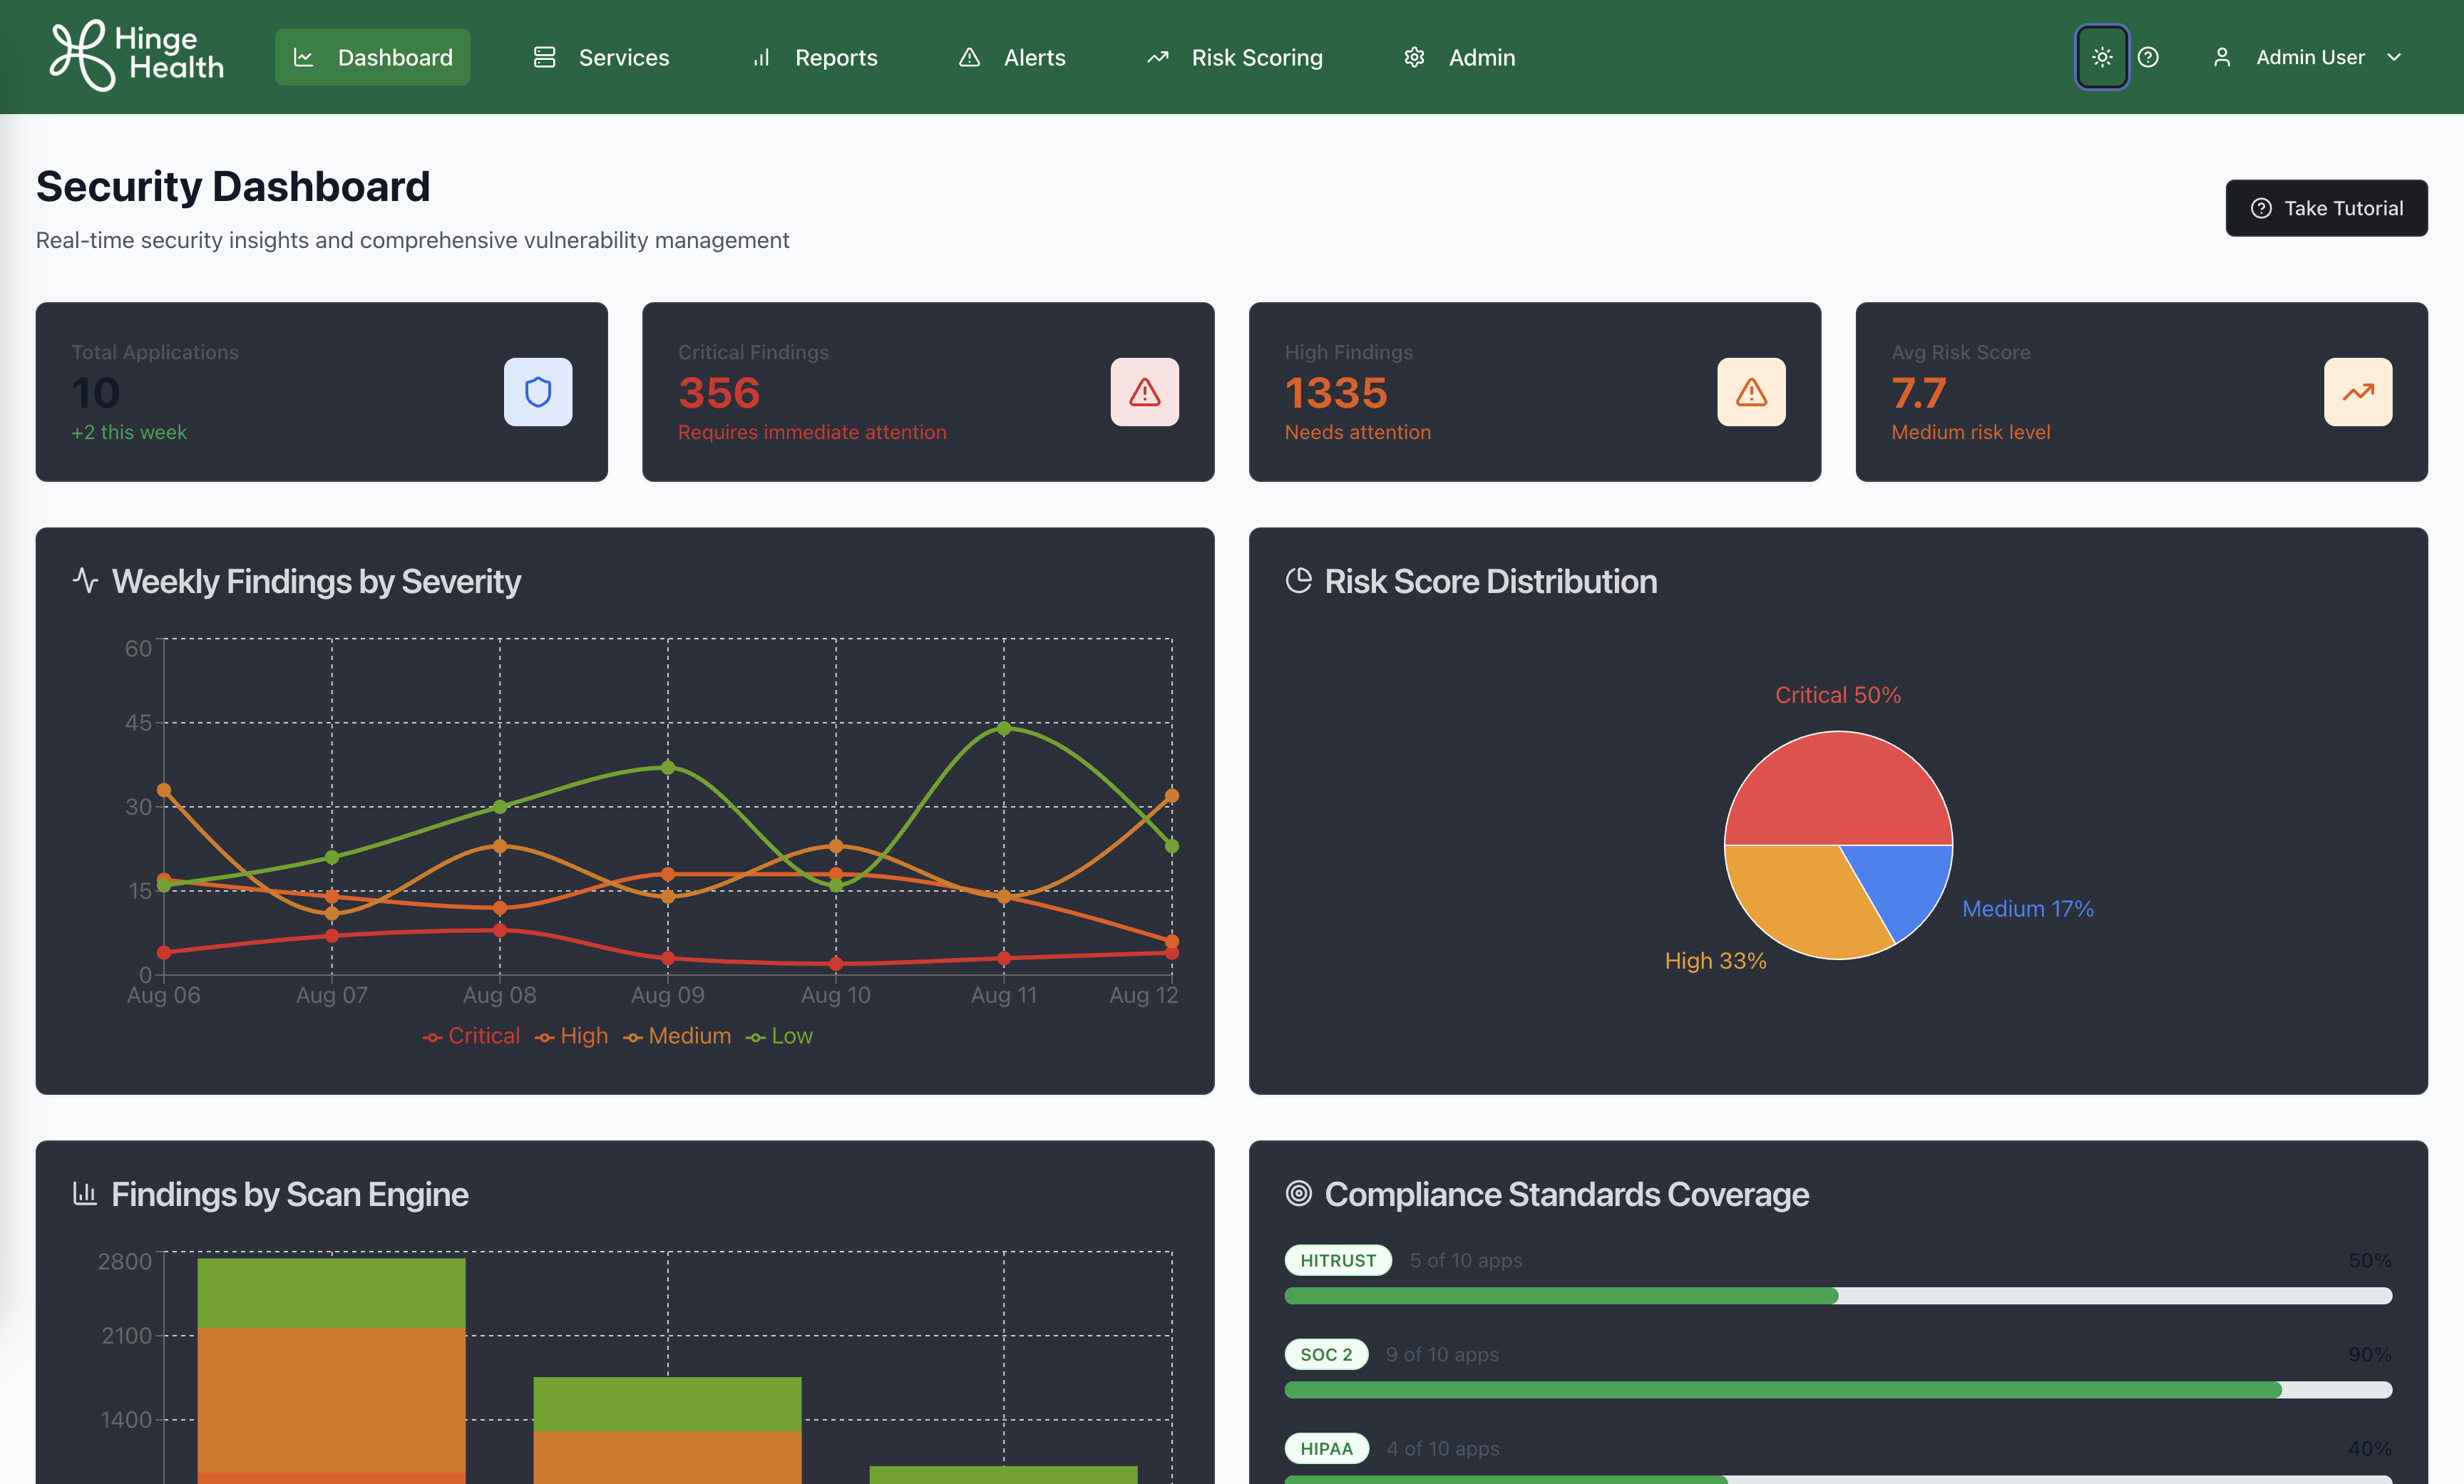 Hinge
Health
Dashboard
Services
Reports
Alerts
Risk Scoring
Admin
Admin User
Security Dashboard
Real-time security insights and comprehensive vulnerability management
Take Tutorial
Total Applications
10
+2 this week
Critical Findings
356
Requires immediate attention
High Findings
1335
Needs attention
Avg Risk Score
7.7
Medium risk level
Weekly Findings by Severity
60
45
30
15
0
Aug 06
Aug 07
Aug 08
Aug 09
Aug 10
Aug 11
Aug 12
Critical
High
Medium
Low
Risk Score Distribution
Critical 50%
Medium 17%
High 33%
Findings by Scan Engine
2800
2100
1400
Compliance Standards Coverage
HITRUST
5 of 10 apps
50%
SOC 2
9 of 10 apps
90%
HIPAA
4 of 10 apps
40%